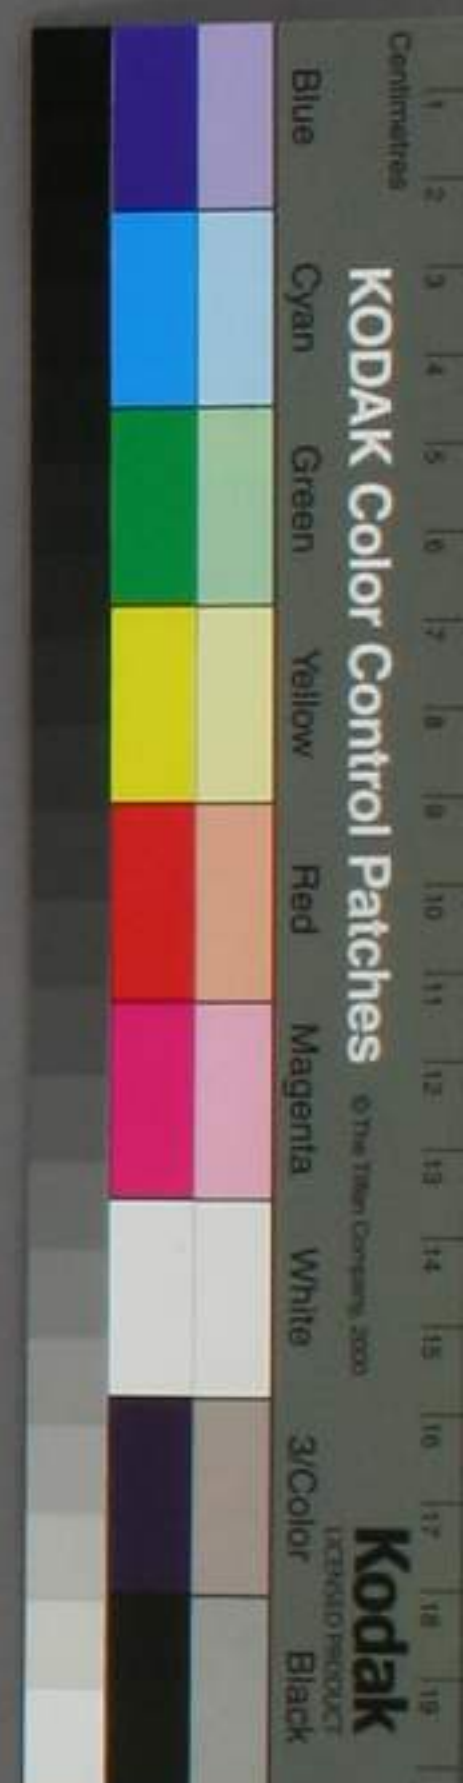 Centimetres
1 2 3 4 5 6 7 8 9 10 11 12 13 14 15 16 17 18 19
KODAK Color Control Patches
© The Tiffen Company, 2000
Kodak
LICENSED PRODUCT
Blue Cyan Green Yellow Red Magenta White 3/Color Black